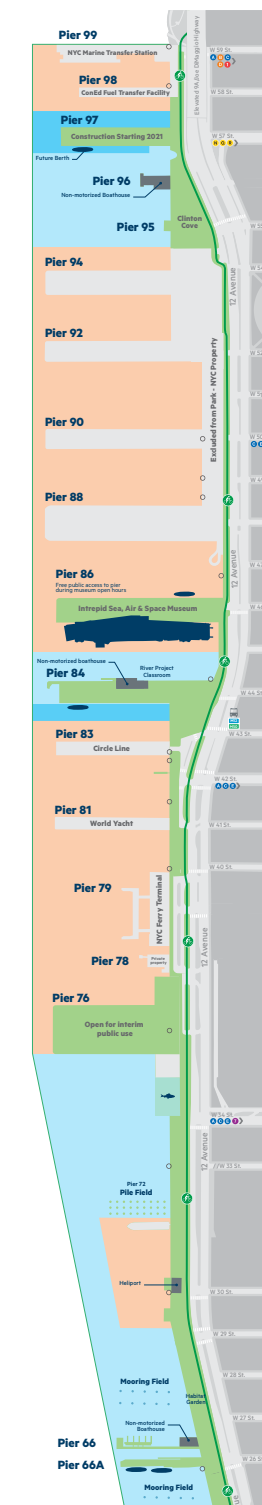 Pier 99
NYC Marine Transfer Station
W 59 St.
A B C
D 1
Elevated 9A/Joe DiMaggio Highway
Pier 98
ConEd Fuel Transfer Facility
W 58 St.
Pier 97
Construction Starting 2021
W 57 St.
N Q R
Future Berth
Pier 96
Non-motorized Boathouse
Pier 95
Clinton
Cove
Pier 94
12 Avenue
Pier 92
Excluded from Park - NYC Property
Pier 90
Pier 88
Pier 86
Free public access to pier
during museum open hours
12 Avenue
Intrepid Sea, Air & Space Museum
Non-motorized boathouse
Pier 84
River Project
Classroom
W 44 St.
W 43 St.
Pier 83
Circle Line
W 42 St.
A C E
Pier 81
World Yacht
W 41 St.
W 40 St.
Pier 79
NYC Ferry Terminal
12 Avenue
Pier 78
Private
property
Pier 76
Open for interim
public use
W 34 St.
A C E 7
12 Avenue
W 33 St.
Pier 72
Pile Field
Heliport
W 30 St.
W 29 St.
W 28 St.
Mooring Field
Habitat
Garden
W 27 St.
Non-motorized
Boathouse
Pier 66
Pier 66A
W 26 St.
Mooring Field